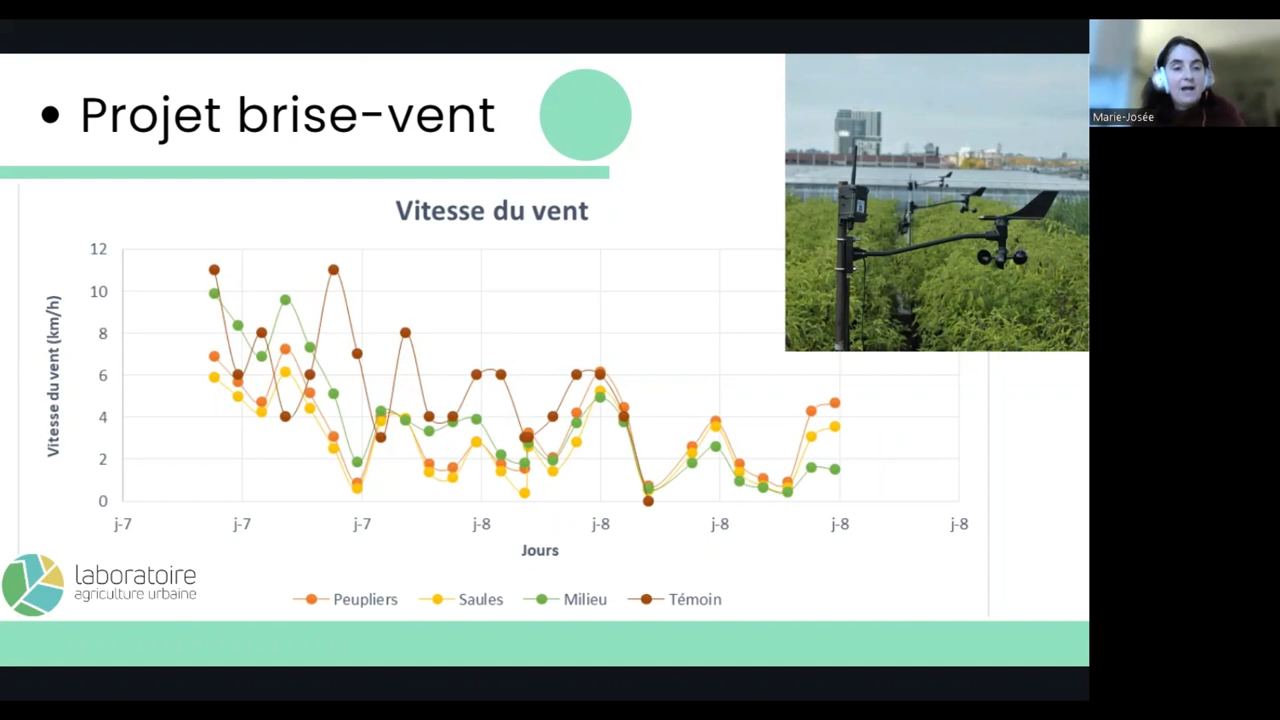 • Projet brise-vent
Marie-Josée
Vitesse du vent
Vitesse du vent (km/h)
12
10
8
6
4
2
0
j-7 j-7 j-7 j-8 j-8 j-8 j-8 j-8
Jours
laboratoire
agriculture urbaine
Peupliers Saules Milieu Témoin